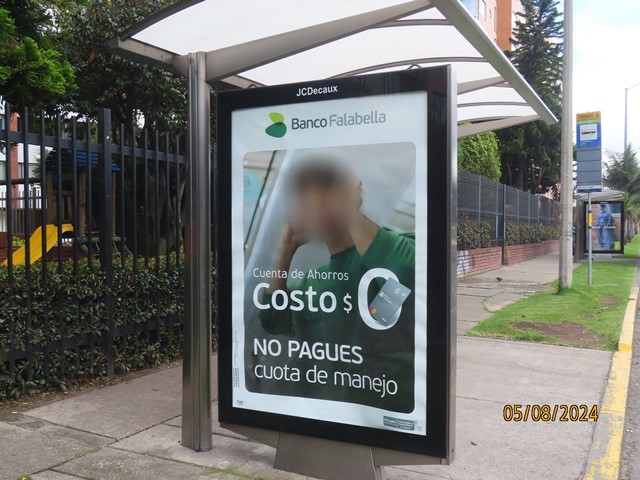 JCDecaux
Banco Falabella
Cuenta de Ahorros
Costo $0
NO PAGUES
cuota de manejo
05/08/2024